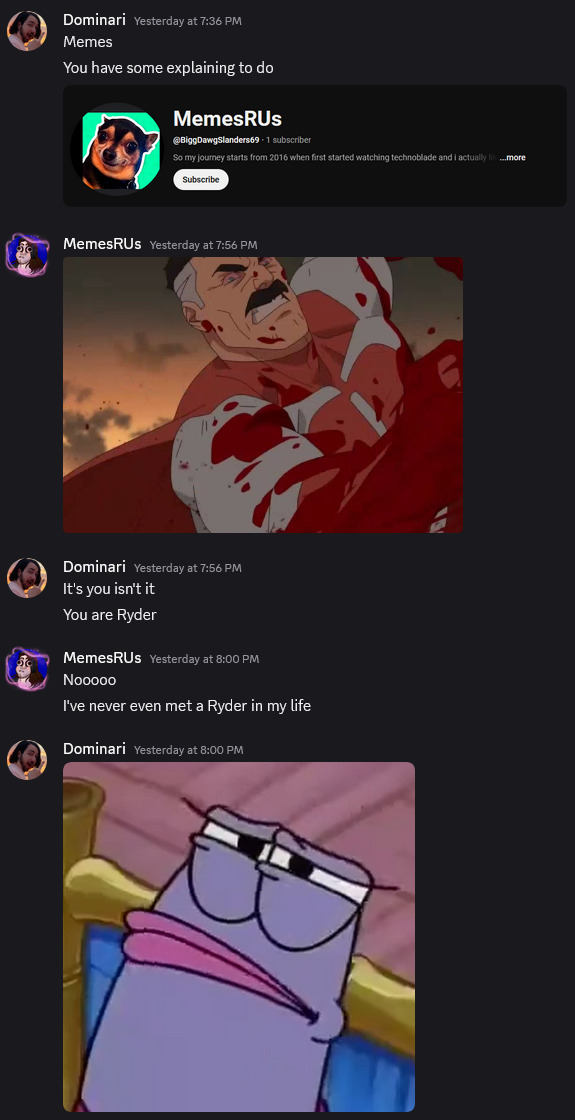 Dominari Yesterday at 7:36 PM
Memes
You have some explaining to do
MemesRUs
@BiggDawgSlanders69 · 1 subscriber
So my journey starts from 2016 when first started watching technoblade and i actually ...more
Subscribe
MemesRUs Yesterday at 7:56 PM
Dominari Yesterday at 7:56 PM
It's you isn't it
You are Ryder
MemesRUs Yesterday at 8:00 PM
Nooooo
I've never even met a Ryder in my life
Dominari Yesterday at 8:00 PM